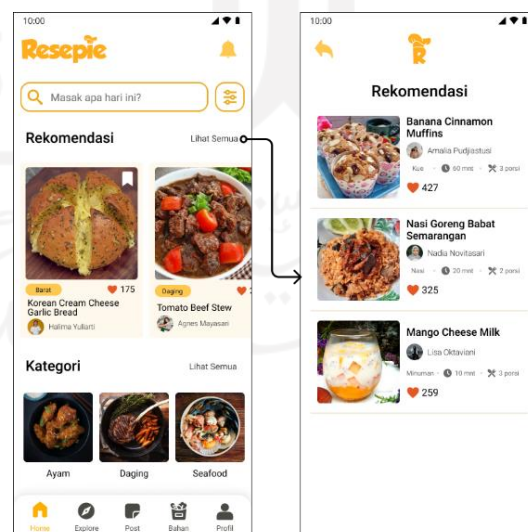 10:00
Resepie
Masak apa hari ini?
Rekomendasi
Lihat Semua
Barat
175
Korean Cream Cheese
Garlic Bread
Halima Yuliarti
Daging
Tomato Beef Stew
Agnes Mayasari
Kategori
Lihat Semua
Ayam
Daging
Seafood
Home
Explore
Post
Bahan
Profil
10:00
R
Rekomendasi
Banana Cinnamon
Muffins
Amalia Pudjiastusi
Kue · 60 mnt · 2 porsi
427
Nasi Goreng Babat
Semarangan
Nadia Novitasari
Nasi · 20 mnt · 2 porsi
325
Mango Cheese Milk
Lisa Oktaviani
Minuman · 10 mnt · 3 porsi
259